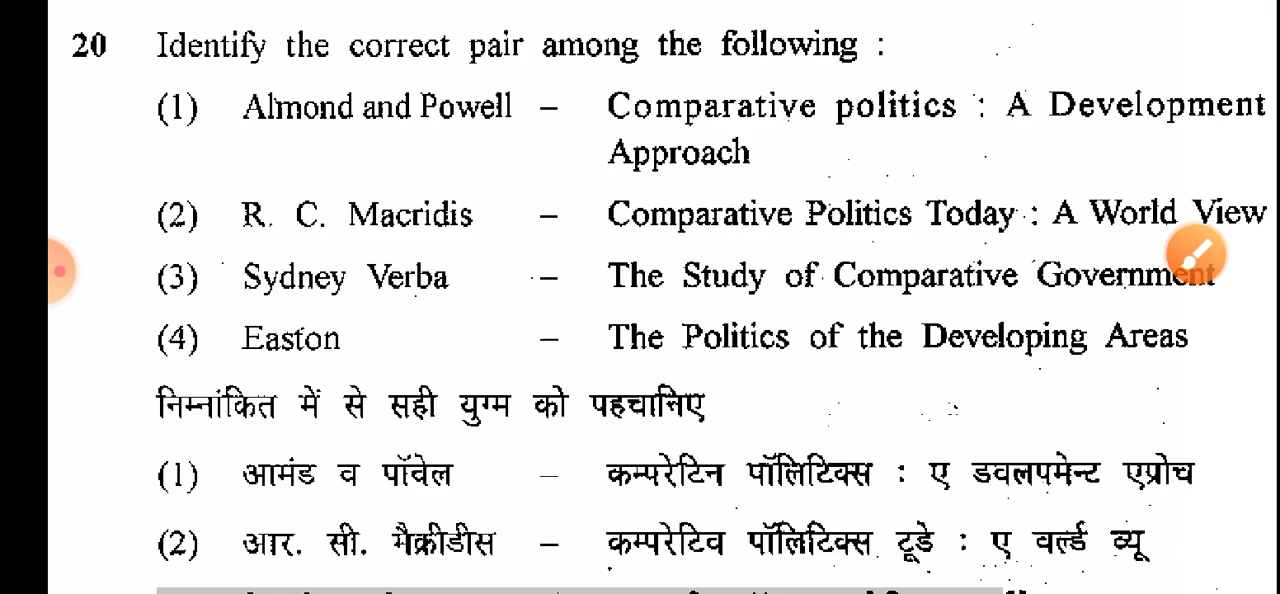 20 Identify the correct pair among the following :
(1) Almond and Powell – Comparative politics : A Development
Approach
(2) R. C. Macridis – Comparative Politics Today : A World View
(3) Sydney Verba – The Study of Comparative Government
(4) Easton – The Politics of the Developing Areas
निम्नांकित में से सही युग्म को पहचानिए
(1) आमंड व पॉवेल – कम्परेटिन पॉलिटिक्स : ए डवलपमेन्ट एप्रोच
(2) आर. सी. मैक्रीडीस – कम्परेटिव पॉलिटिक्स टूडे : ए वर्ल्ड व्यू